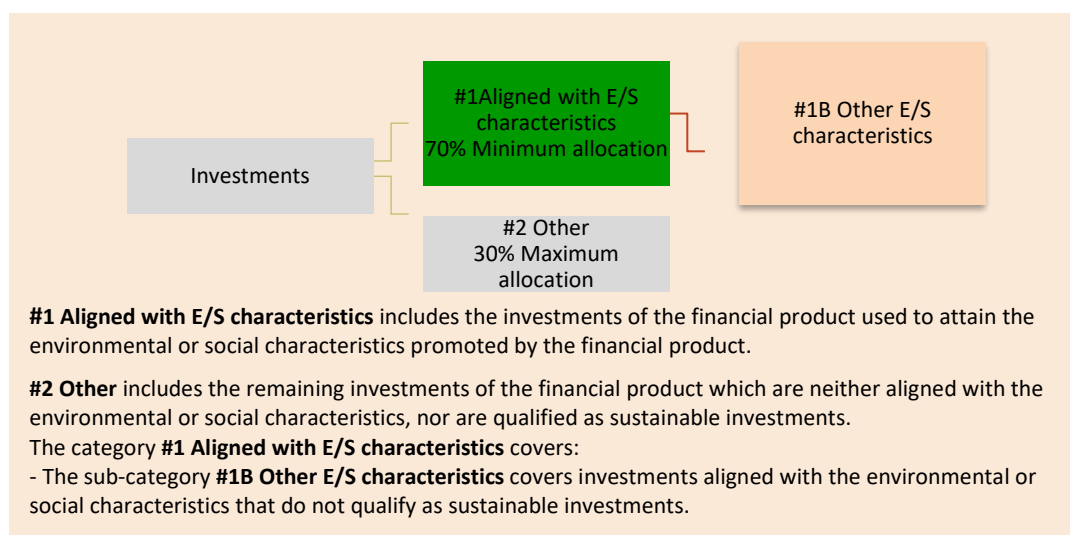 Investments
#1Aligned with E/S
characteristics
70% Minimum allocation
#1B Other E/S
characteristics
#2 Other
30% Maximum
allocation
#1 Aligned with E/S characteristics includes the investments of the financial product used to attain the
environmental or social characteristics promoted by the financial product.
#2 Other includes the remaining investments of the financial product which are neither aligned with the
environmental or social characteristics, nor are qualified as sustainable investments.
The category #1 Aligned with E/S characteristics covers:
- The sub-category #1B Other E/S characteristics covers investments aligned with the environmental or
social characteristics that do not qualify as sustainable investments.